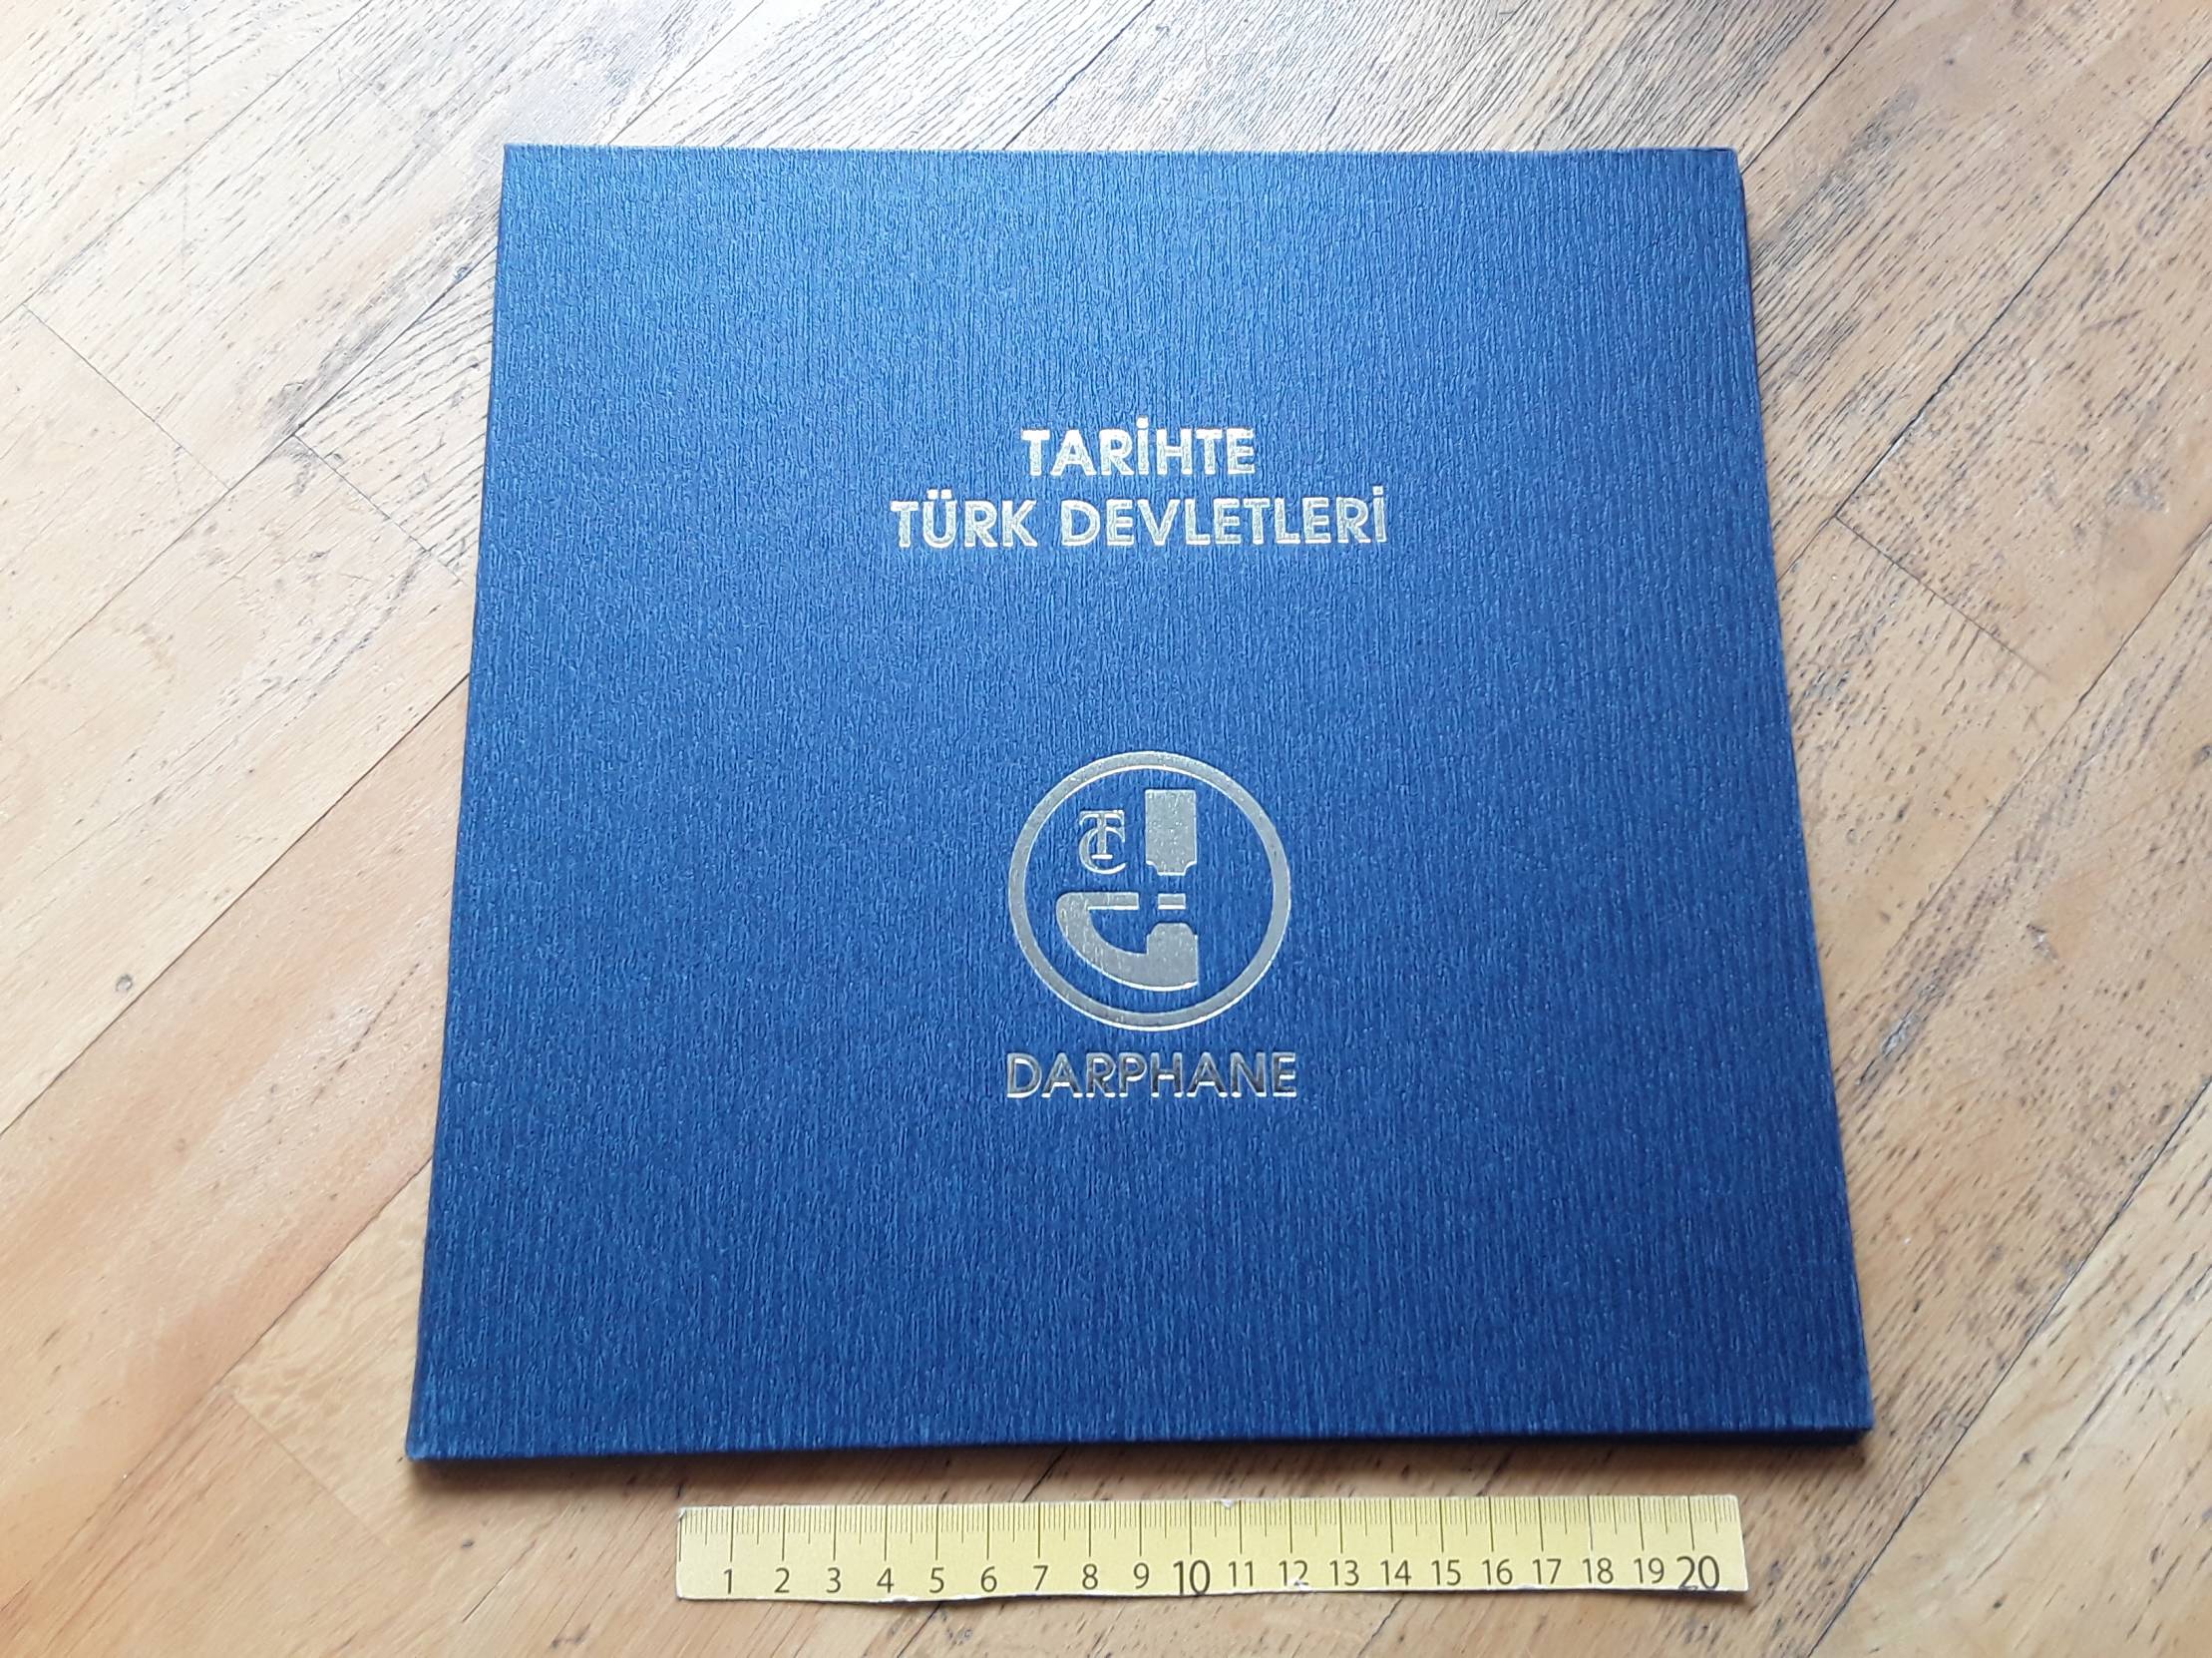 TARİHTE
TÜRK DEVLETLERİ
TC
DARPHANE
1 2 3 4 5 6 7 8 9 10 11 12 13 14 15 16 17 18 19 20